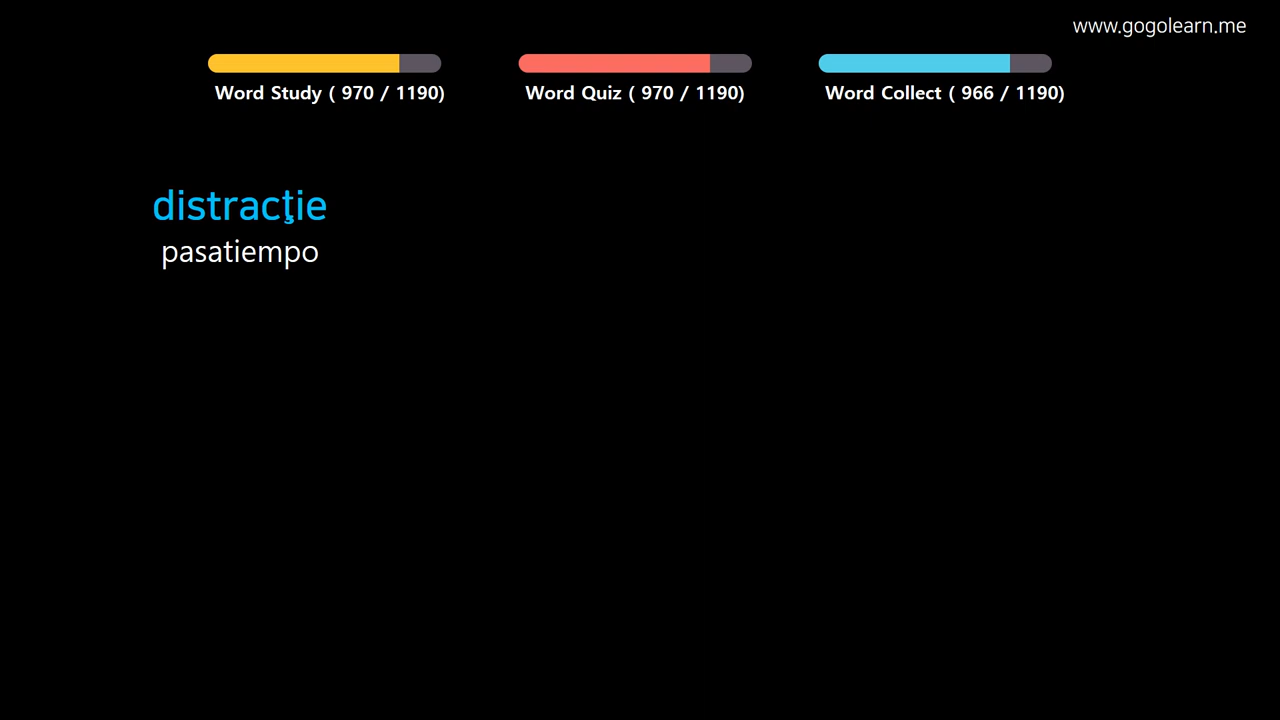 www.gogolearn.me
Word Study ( 970 / 1190)
Word Quiz ( 970 / 1190)
Word Collect ( 966 / 1190)
distracţie
pasatiempo